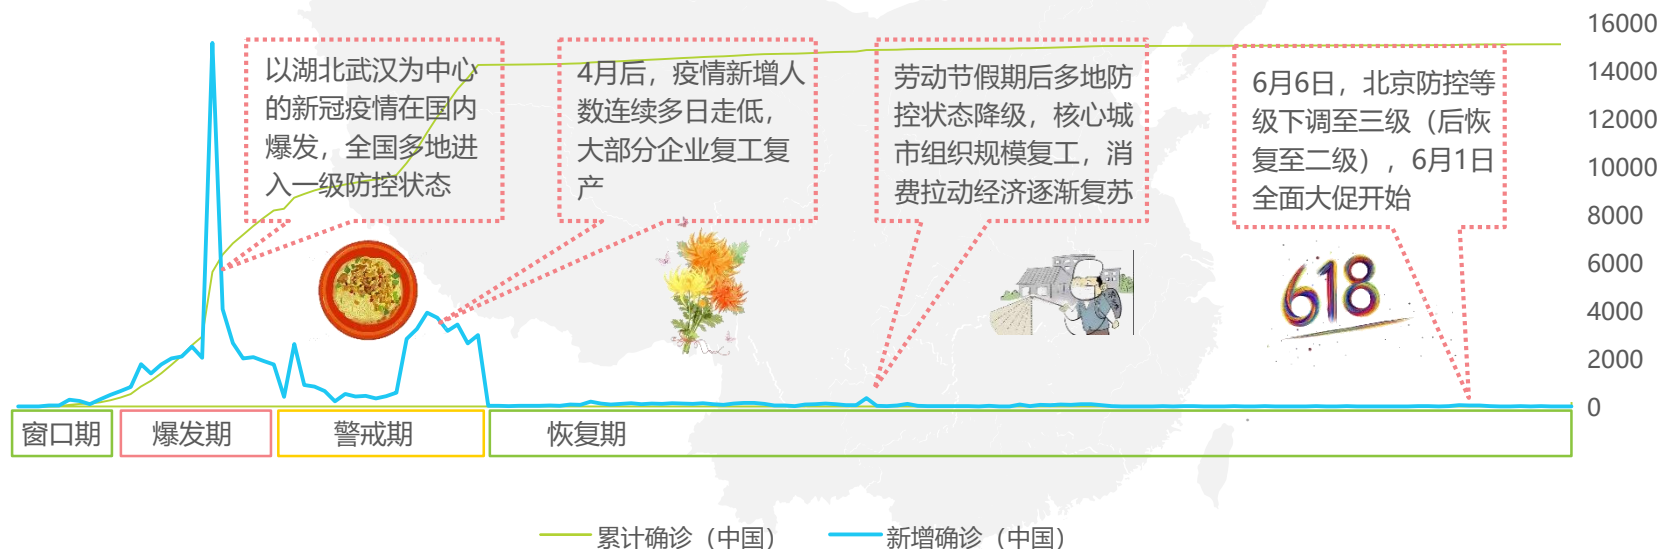 以湖北武汉为中心
的新冠疫情在国内
爆发，全国多地进
入一级防控状态
4月后，疫情新增人
数连续多日走低，
大部分企业复工复
产
劳动节假期后多地防
控状态降级，核心城
市组织规模复工，消
费拉动经济逐渐复苏
6月6日，北京防控等
级下调至三级（后恢
复至二级），6月1日
全面大促开始
618
16000
14000
12000
10000
8000
6000
4000
2000
0
窗口期
爆发期
警戒期
恢复期
累计确诊（中国）
新增确诊（中国）